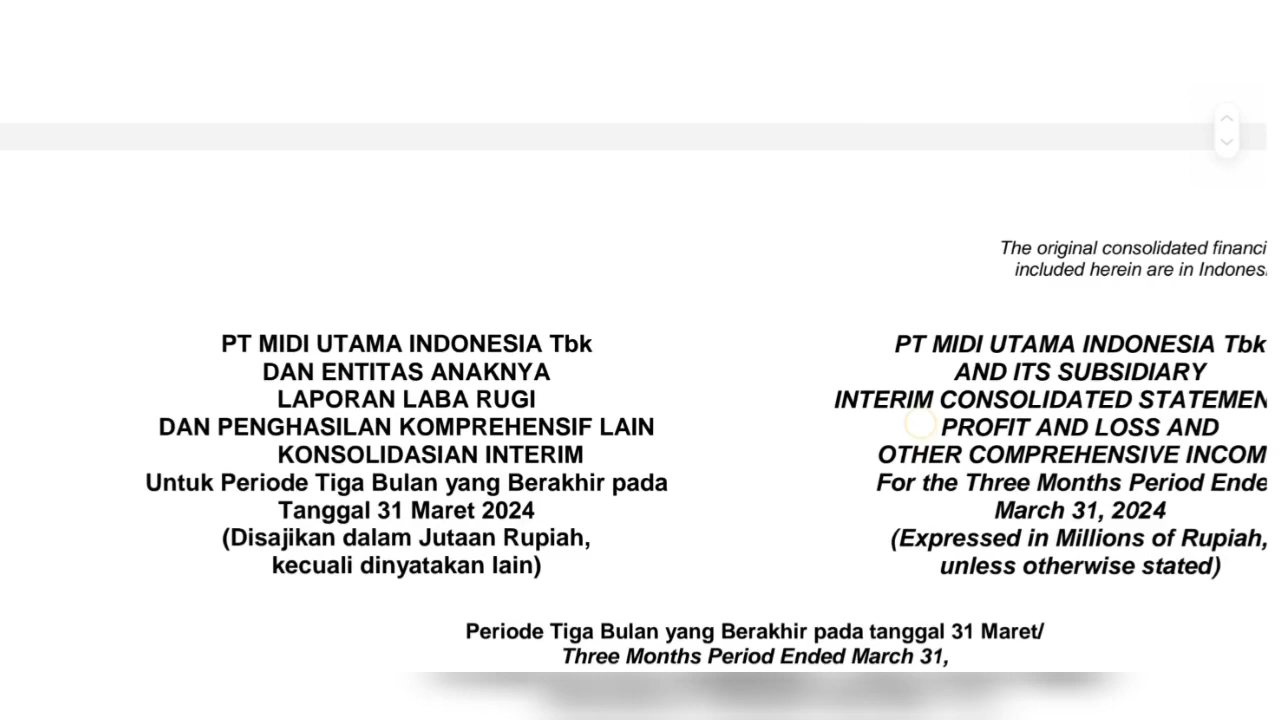 The original consolidated financi
included herein are in Indones
PT MIDI UTAMA INDONESIA Tbk
DAN ENTITAS ANAKNYA
LAPORAN LABA RUGI
DAN PENGHASILAN KOMPREHENSIF LAIN
KONSOLIDASIAN INTERIM
Untuk Periode Tiga Bulan yang Berakhir pada
Tanggal 31 Maret 2024
(Disajikan dalam Jutaan Rupiah,
kecuali dinyatakan lain)
PT MIDI UTAMA INDONESIA Tbk
AND ITS SUBSIDIARY
INTERIM CONSOLIDATED STATEMEN
PROFIT AND LOSS AND
OTHER COMPREHENSIVE INCOM
For the Three Months Period Ende
March 31, 2024
(Expressed in Millions of Rupiah,
unless otherwise stated)
Periode Tiga Bulan yang Berakhir pada tanggal 31 Maret/
Three Months Period Ended March 31,